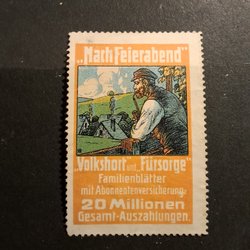 „Nach Feierabend"
„Volkshort" und „Fürsorge"
Familienblätter
mit Abonnentenversicherung.
20 Millionen
Gesamt-Auszahlungen.